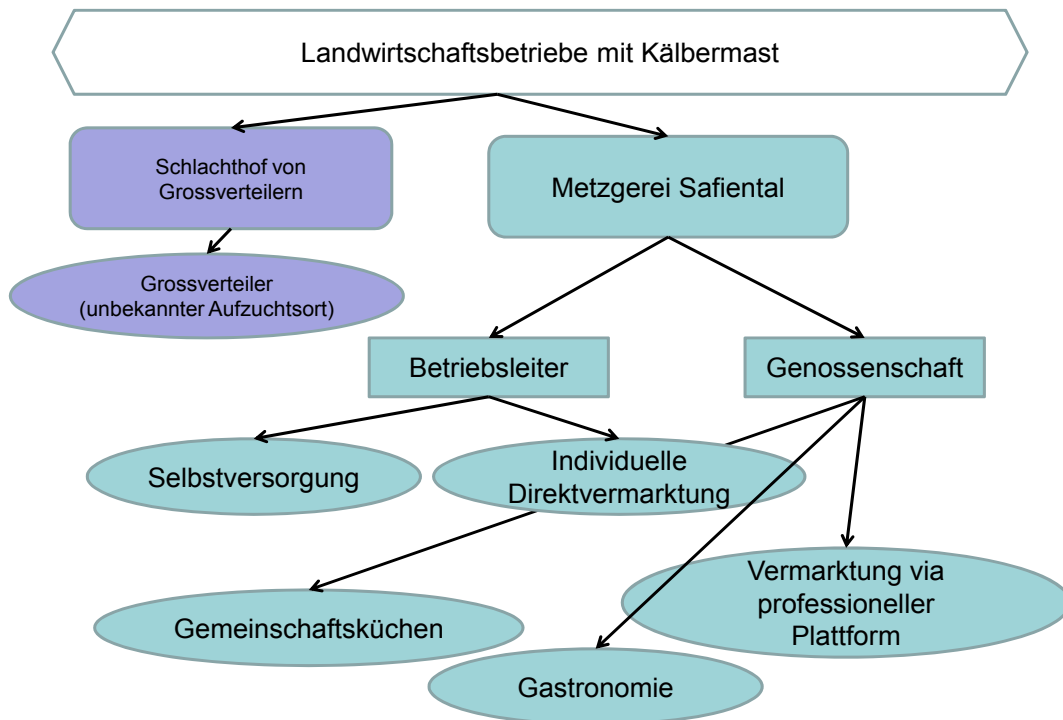 Landwirtschaftsbetriebe mit Kälbermast
Schlachthof von
Grossverteilern
Metzgerei Safiental
Grossverteiler
(unbekannter Aufzuchtsort)
Betriebsleiter
Genossenschaft
Selbstversorgung
Individuelle
Direktvermarktung
Gemeinschaftsküchen
Vermarktung via
professioneller
Plattform
Gastronomie